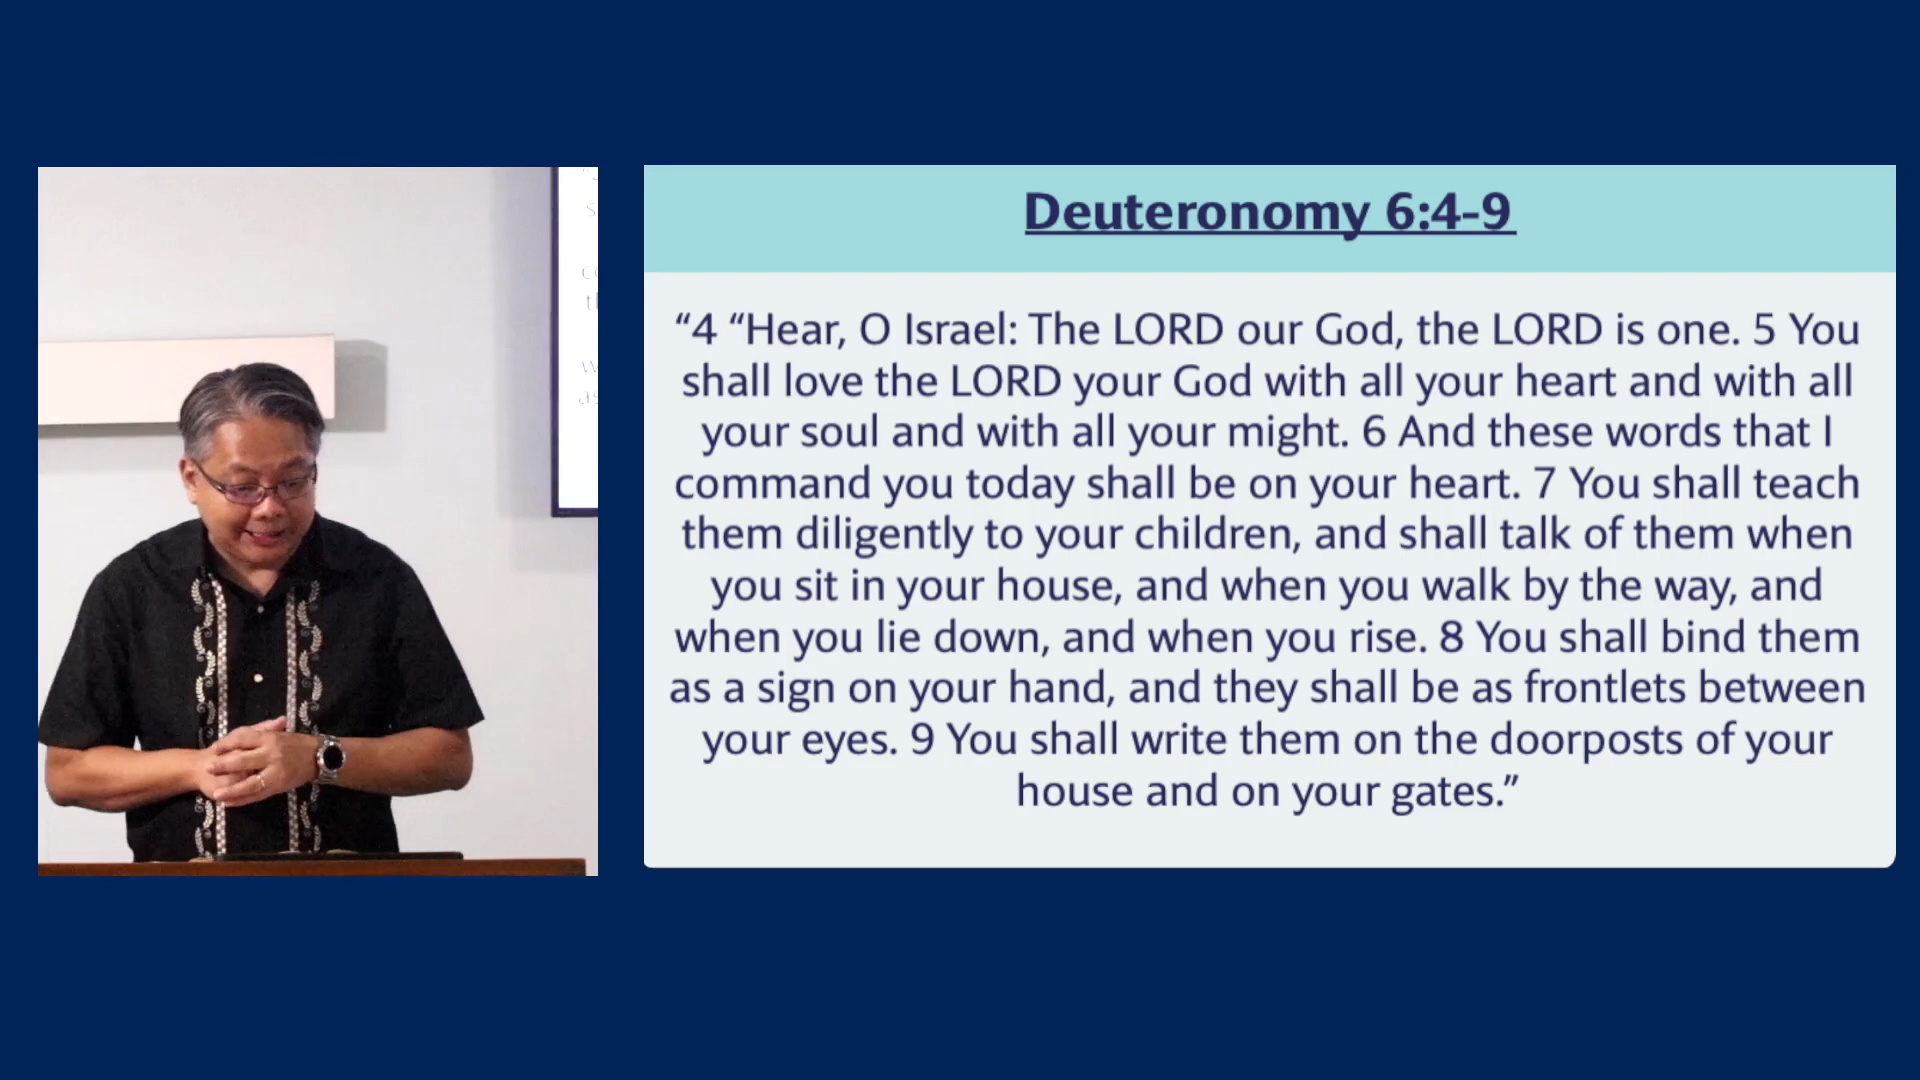 Deuteronomy 6:4-9
“4 “Hear, O Israel: The LORD our God, the LORD is one. 5 You
shall love the LORD your God with all your heart and with all
your soul and with all your might. 6 And these words that I
command you today shall be on your heart. 7 You shall teach
them diligently to your children, and shall talk of them when
you sit in your house, and when you walk by the way, and
when you lie down, and when you rise. 8 You shall bind them
as a sign on your hand, and they shall be as frontlets between
your eyes. 9 You shall write them on the doorposts of your
house and on your gates.”